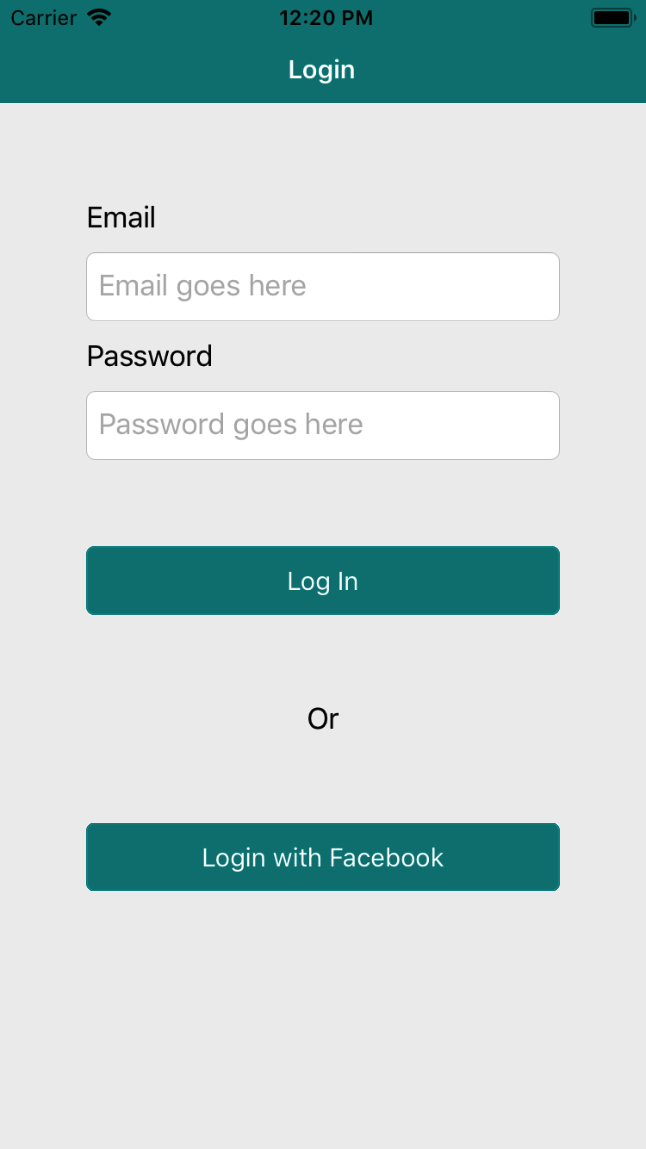 Carrier 12:20 PM
Login
Email
Email goes here
Password
Password goes here
Log In
Or
Login with Facebook